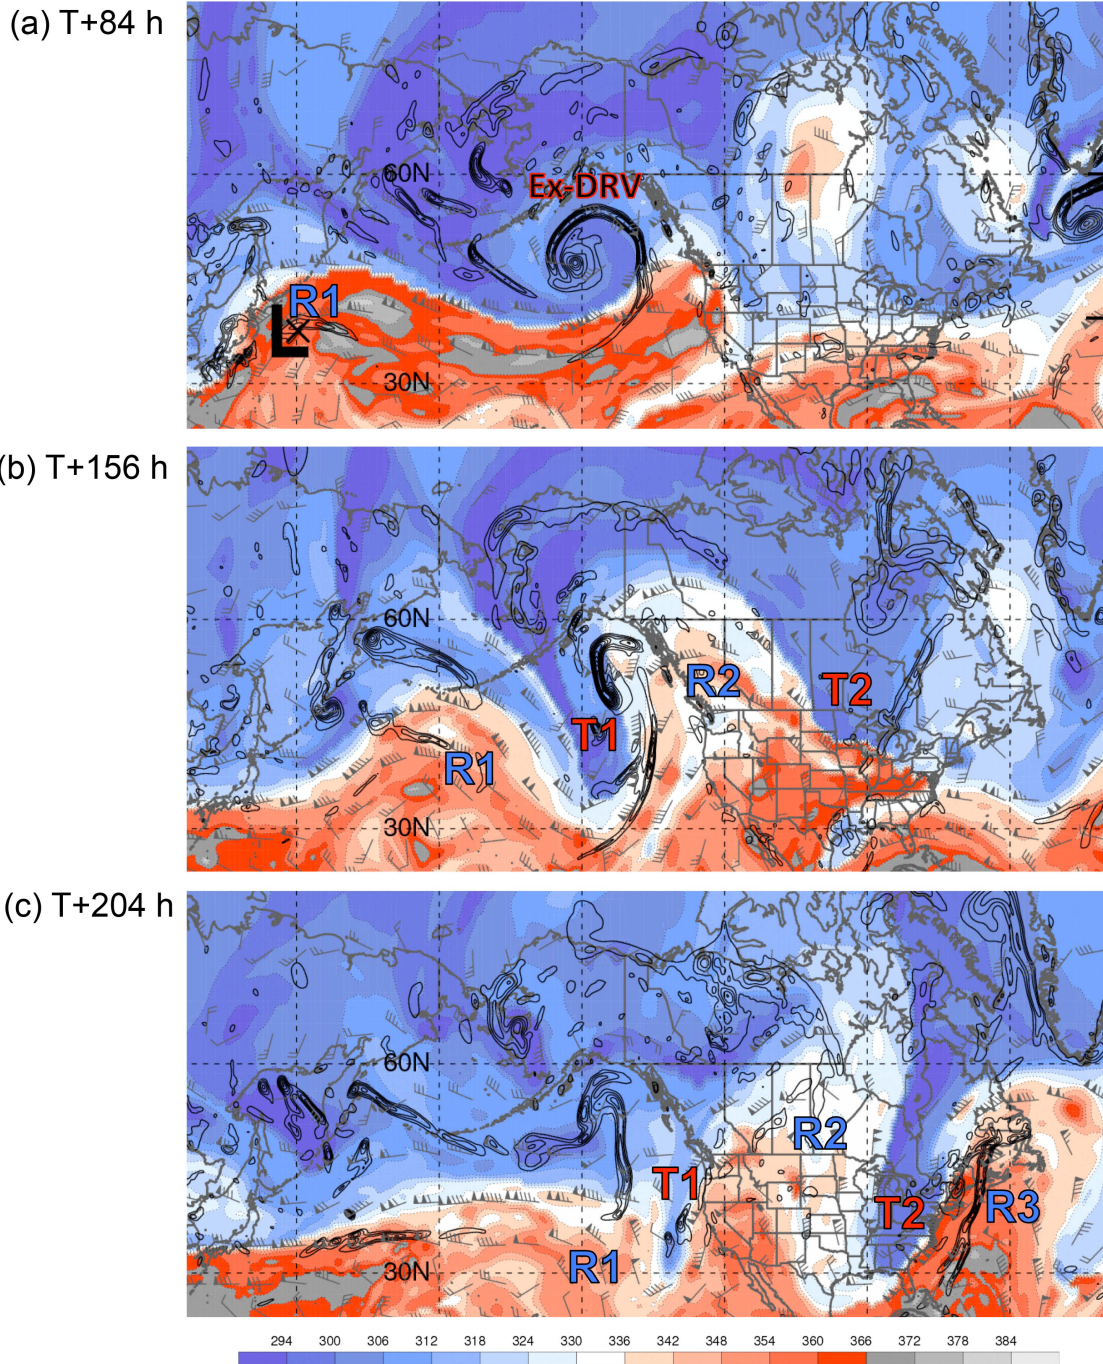 (a) T+84 h
60N
Ex-DRV
R1
L
30N
(b) T+156 h
60N
R2
T2
T1
R1
30N
(c) T+204 h
60N
R2
T1
T2
R3
R1
30N
294 300 306 312 318 324 330 336 342 348 354 360 366 372 378 384